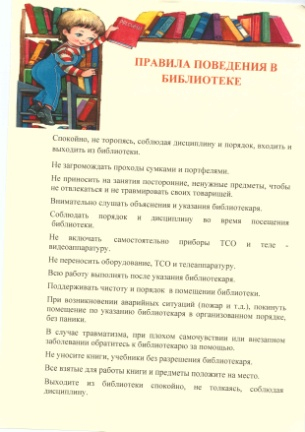 ПРАВИЛА ПОВЕДЕНИЯ В
БИБЛИОТЕКЕ
Спокойно, не торопясь, соблюдая дисциплину и порядок, входить и
выходить из библиотеки.
Не загромождать проходы сумками и портфелями.
Не приносить на занятия посторонние, ненужные предметы, чтобы
не отвлекаться и не травмировать своих товарищей.
Внимательно слушать объяснения и указания библиотекаря.
Соблюдать порядок и дисциплину во время посещения
библиотеки.
Не включать самостоятельно приборы ТСО и теле -
видеоаппаратуру.
Не переносить оборудование, ТСО и телеаппаратуру.
Всю работу выполнять после указания библиотекаря.
Поддерживать чистоту и порядок в помещении библиотеки.
При возникновении аварийных ситуаций (пожар и т.д.), покинуть
помещение по указанию библиотекаря в организованном порядке,
без паники.
В случае травматизма, при плохом самочувствии или внезапном
заболевании обратитесь к библиотекарю за помощью.
Не уносите книги, учебники без разрешения библиотекаря.
Все взятые для работы книги и предметы положите на место.
Выходите из библиотеки спокойно, не толкаясь, соблюдая
дисциплину.